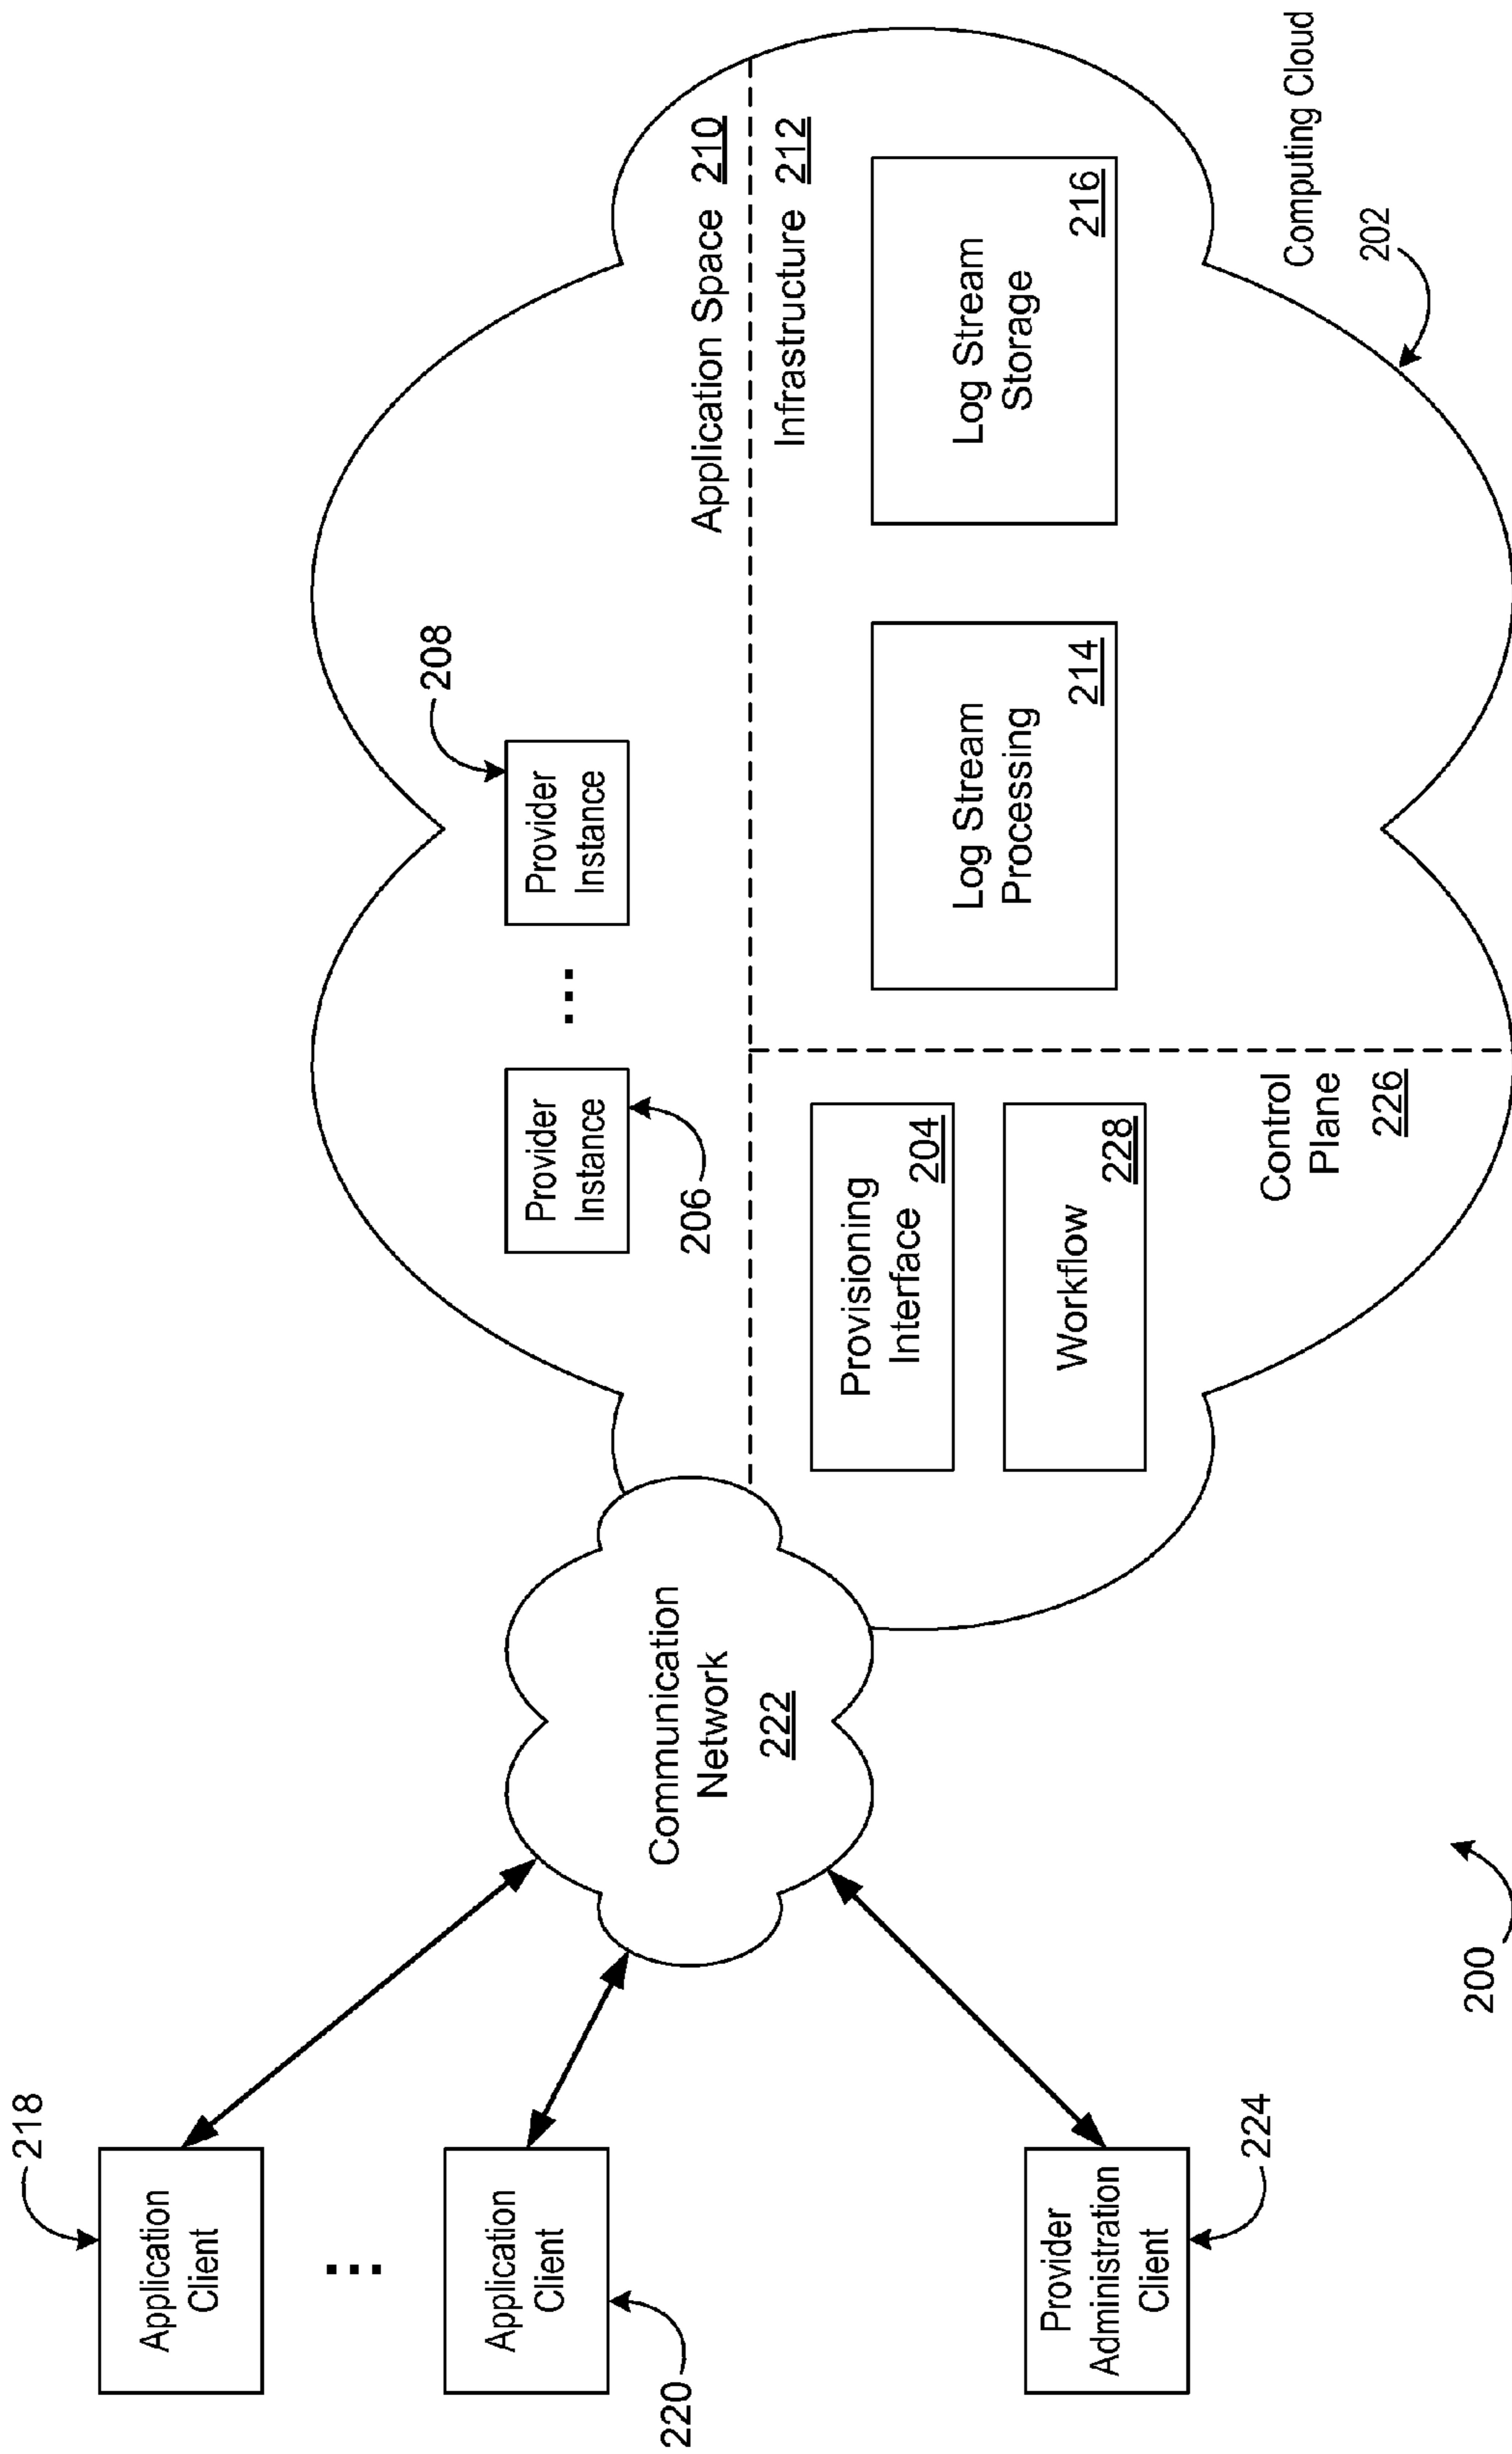 218
Application
Client
...
Application
Client
220
Provider
Administration
Client
224
200
Communication
Network
222
Provider
Instance
206
...
Provider
Instance
208
Application Space 210
Infrastructure 212
Provisioning
Interface 204
Workflow
228
Control
Plane
226
Log Stream
Processing
214
Log Stream
Storage
216
Computing Cloud
202